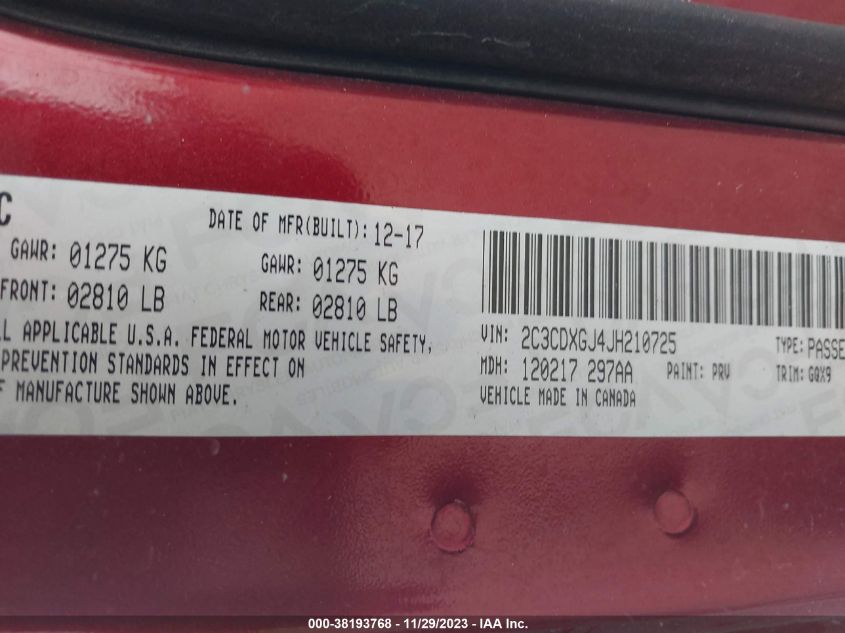 C
DATE OF MFR(BUILT): 12-17
GAWR: 01275 KG GAWR: 01275 KG
FRONT: 02810 LB REAR: 02810 LB
L APPLICABLE U.S.A. FEDERAL MOTOR VEHICLE SAFETY,
PREVENTION STANDARDS IN EFFECT ON
F MANUFACTURE SHOWN ABOVE.
VIN: 2C3CDXGJ4JH210725 TYPE: PASSE
MDH: 120217 297AA PAINT: PRV TRIM: GQX9
VEHICLE MADE IN CANADA
000-38193768 - 11/29/2023 - IAA Inc.